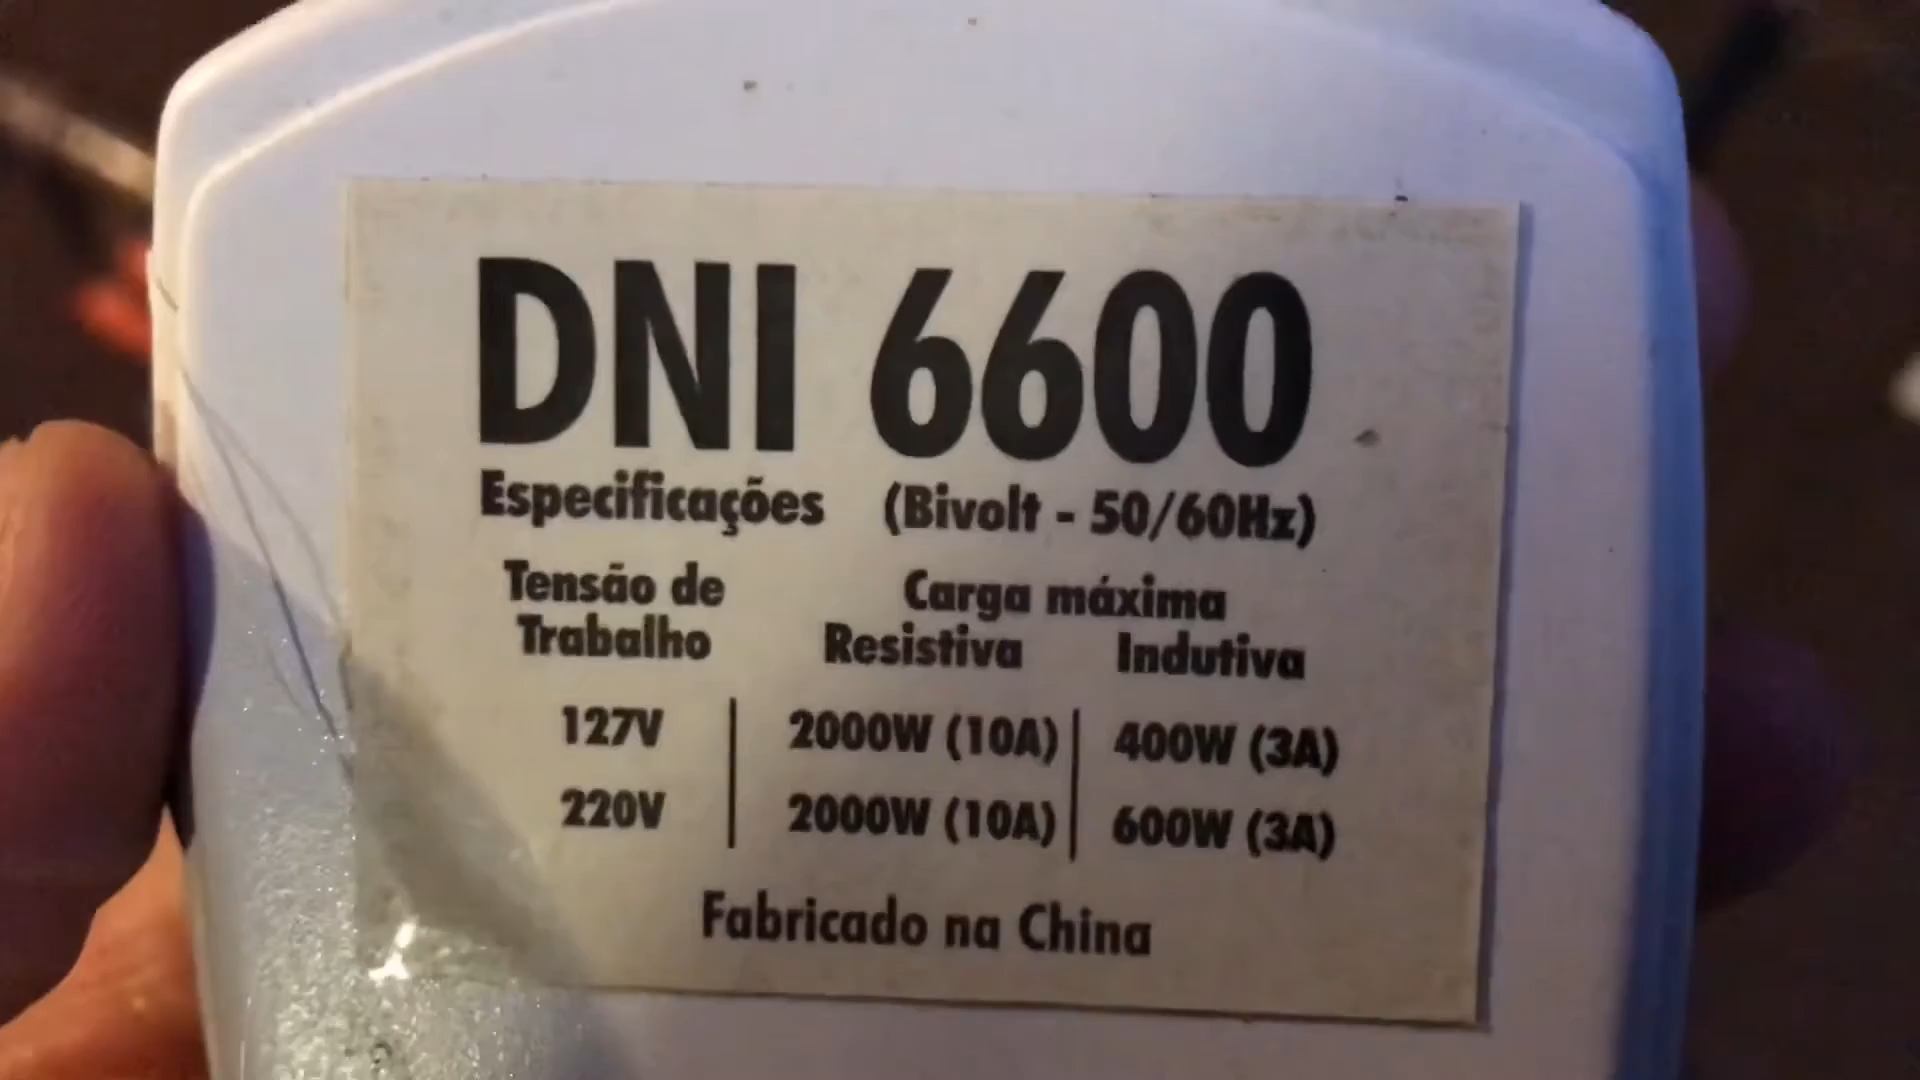 DNI 6600
Especificações (Bivolt - 50/60Hz)
Tensão de Trabalho
Carga máxima
Resistiva Indutiva
127V 2000W (10A) 400W (3A)
220V 2000W (10A) 600W (3A)
Fabricado na China